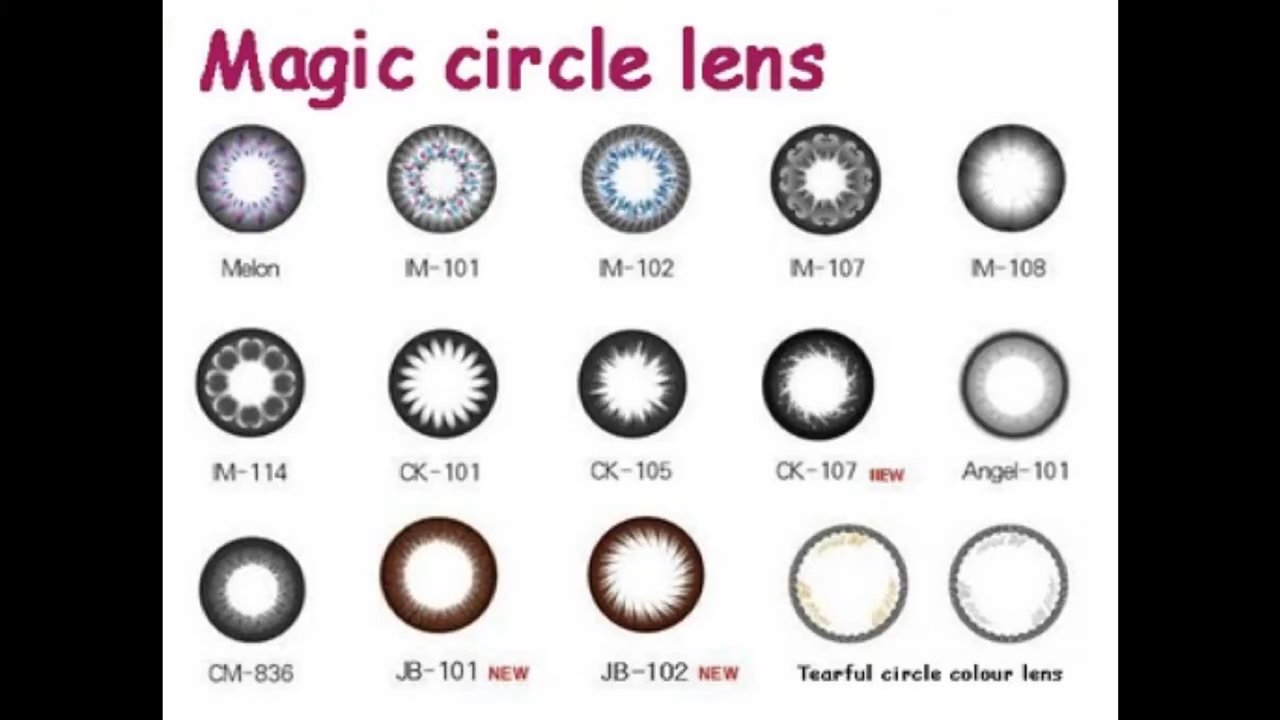 Magic circle lens
Melon IM-101 IM-102 IM-107 IM-108
IM-114 CK-101 CK-105 CK-107 NEW Angel-101
CM-836 JB-101 NEW JB-102 NEW Tearful circle colour lens